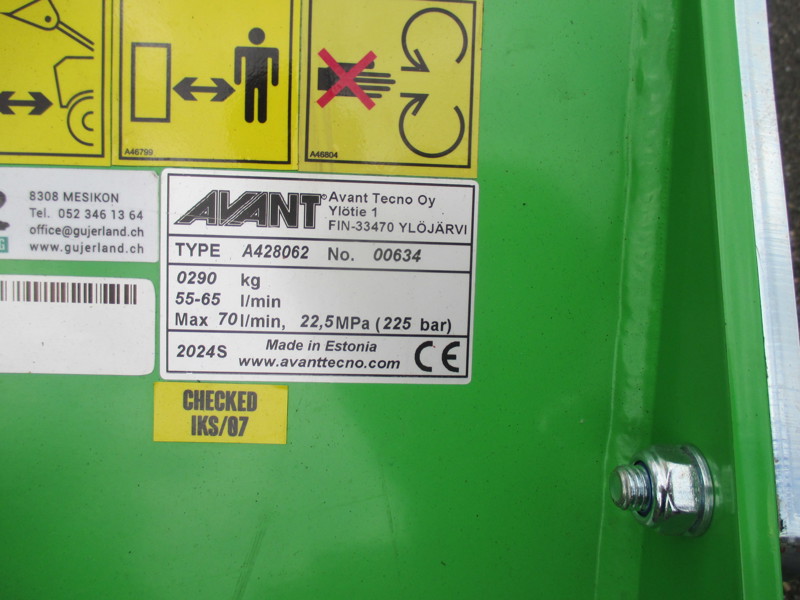 A46799
A46804
8308 MESIKON
Tel. 052 346 13 64
office@gujerland.ch
www.gujerland.ch
AVANT®
Avant Tecno Oy
Ylötie 1
FIN-33470 YLÖJÄRVI
TYPE A428062 No. 00634
0290 kg
55-65 l/min
Max 70 l/min, 22,5MPa (225 bar)
2024S Made in Estonia
www.avanttecno.com CE
CHECKED
IKS/07